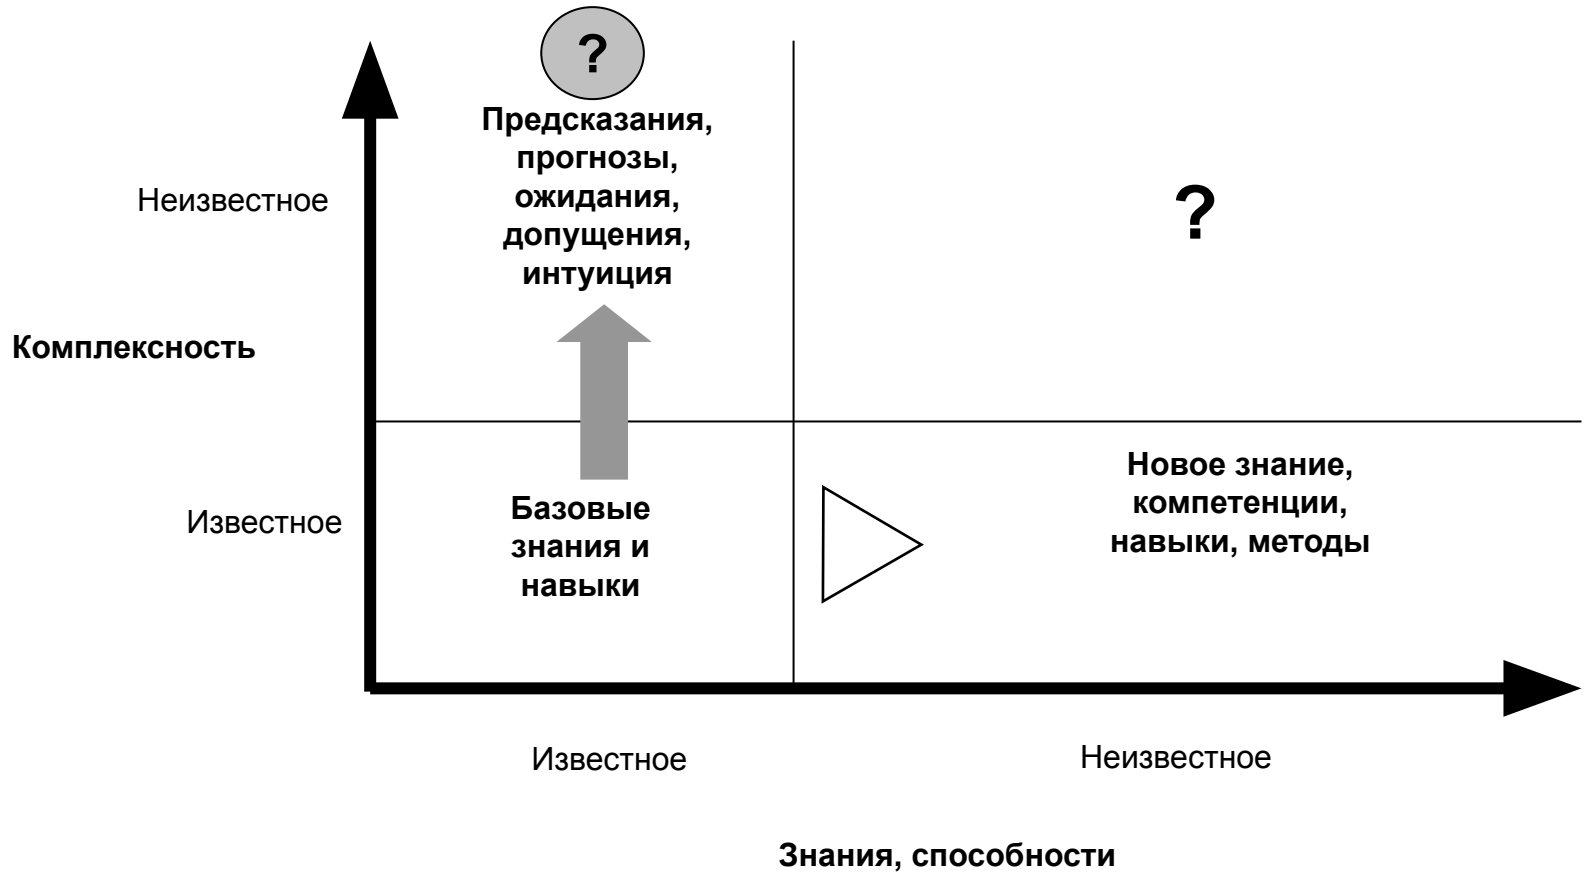 ?
Предсказания,
прогнозы,
ожидания,
допущения,
интуиция
Неизвестное
?
Комплексность
Известное
Базовые
знания и
навыки
Новое знание,
компетенции,
навыки, методы
Известное
Неизвестное
Знания, способности